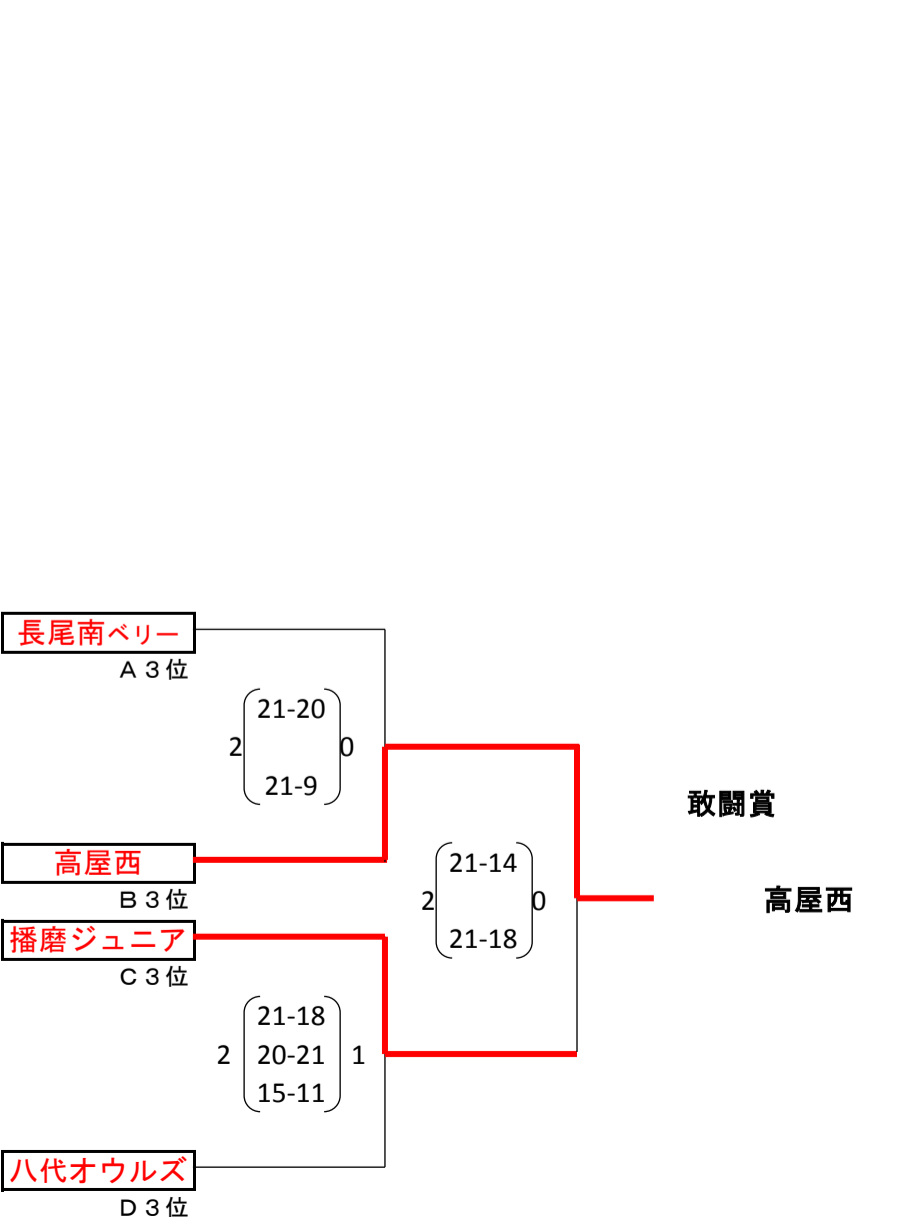 長尾南ベリー
A３位
21-20
2 0
21-9
敢闘賞
高屋西
B３位
21-14
2 0
21-18
高屋西
播磨ジュニア
C３位
21-18
2 20-21 1
15-11
八代オウルズ
D３位